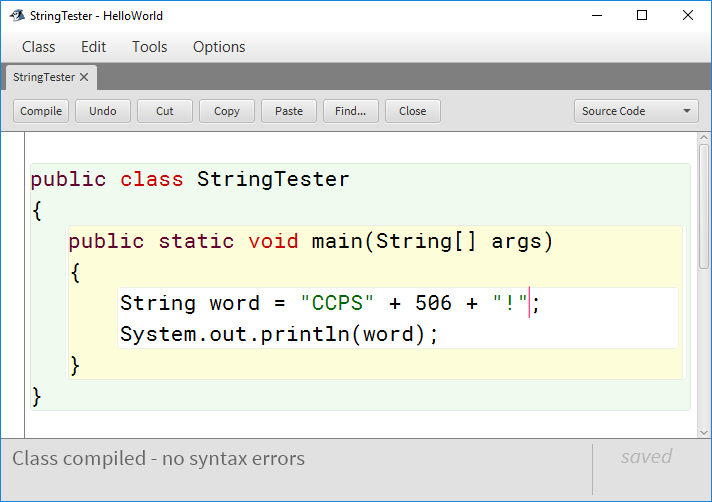 StringTester - HelloWorld
Class Edit Tools Options
StringTester
Compile Undo Cut Copy Paste Find... Close Source Code
public class StringTester
{
public static void main(String[] args)
{
String word = "CCPS" + 506 + "!";
System.out.println(word);
}
}
Class compiled - no syntax errors
saved